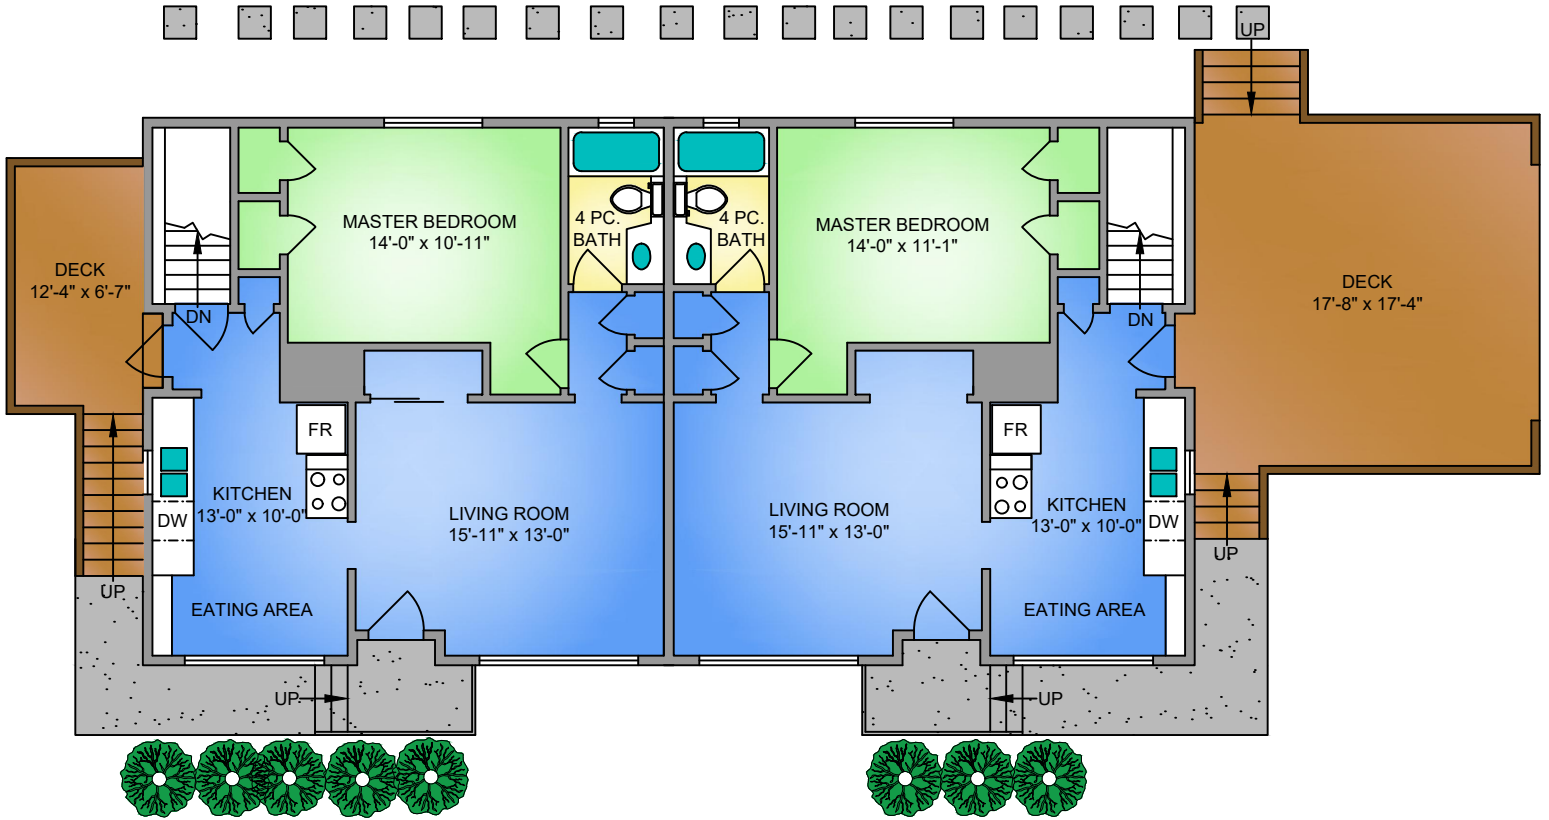 UP
MASTER BEDROOM
14'-0" x 10'-11"
4 PC.
BATH
4 PC.
BATH
MASTER BEDROOM
14'-0" x 11'-1"
DECK
12'-4" x 6'-7"
DECK
17'-8" x 17'-4"
DN
DN
FR
FR
KITCHEN
13'-0" x 10'-0"
DW
LIVING ROOM
15'-11" x 13'-0"
LIVING ROOM
15'-11" x 13'-0"
KITCHEN
13'-0" x 10'-0"
DW
UP
UP
EATING AREA
EATING AREA
UP
UP